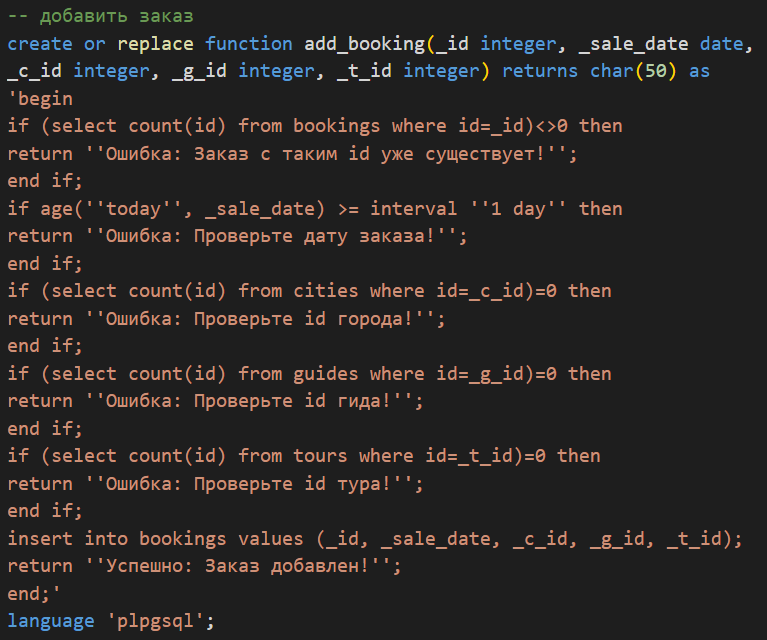 -- добавить заказ
create or replace function add_booking(_id integer, _sale_date date,
_c_id integer, _g_id integer, _t_id integer) returns char(50) as
'begin
if (select count(id) from bookings where id=_id)<>0 then
return ''Ошибка: Заказ с таким id уже существует!'';
end if;
if age(''today'', _sale_date) >= interval ''1 day'' then
return ''Ошибка: Проверьте дату заказа!'';
end if;
if (select count(id) from cities where id=_c_id)=0 then
return ''Ошибка: Проверьте id города!'';
end if;
if (select count(id) from guides where id=_g_id)=0 then
return ''Ошибка: Проверьте id гида!'';
end if;
if (select count(id) from tours where id=_t_id)=0 then
return ''Ошибка: Проверьте id тура!'';
end if;
insert into bookings values (_id, _sale_date, _c_id, _g_id, _t_id);
return ''Успешно: Заказ добавлен!'';
end;'
language 'plpgsql';